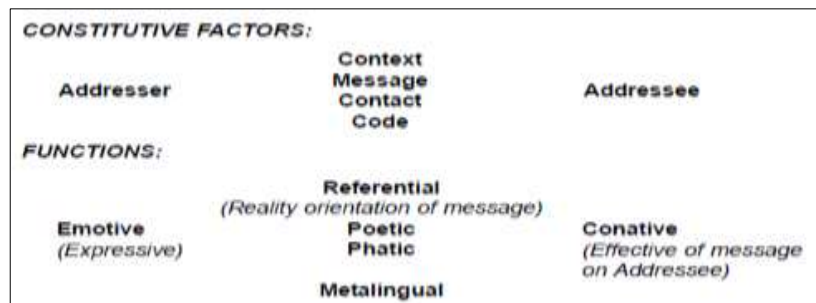 CONSTITUTIVE FACTORS:
Context
Message
Addresser Contact Addressee
Code
FUNCTIONS:
Referential
(Reality orientation of message)
Emotive Poetic Conative
(Expressive) Phatic (Effective of message
on Addressee)
Metalingual